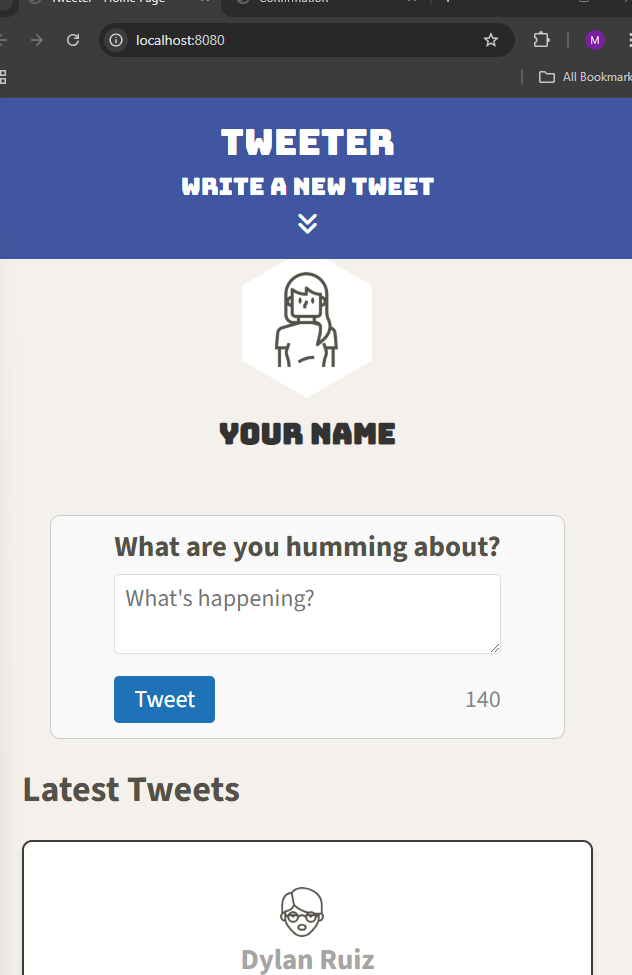 Tweeter - Home Page
Confirmation
localhost:8080
M
All Bookmark
TWEETER
WRITE A NEW TWEET
YOUR NAME
What are you humming about?
What's happening?
Tweet
140
Latest Tweets
Dylan Ruiz